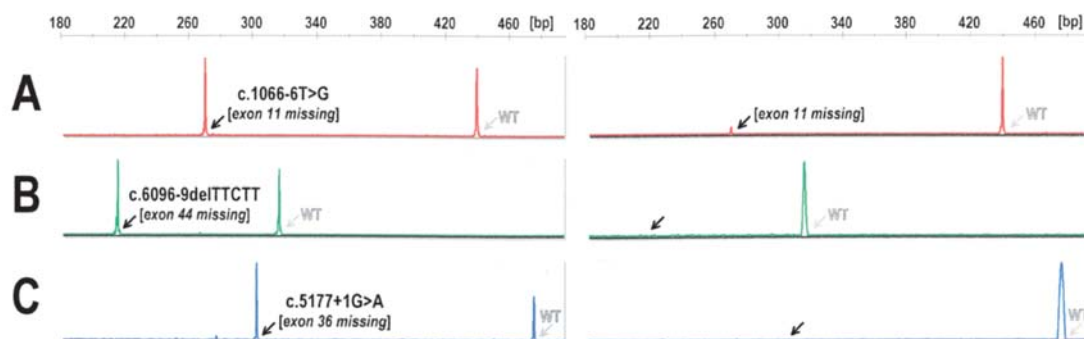 180 220 260 300 340 380 420 460 [bp] 180 220 260 300 340 380 420 460 [bp]
A
c.1066-6T>G
[exon 11 missing]
WT
[exon 11 missing]
WT
B
c.6096-9delTTCTT
[exon 44 missing]
WT
WT
C
c.5177+1G>A
[exon 36 missing]
WT
WT